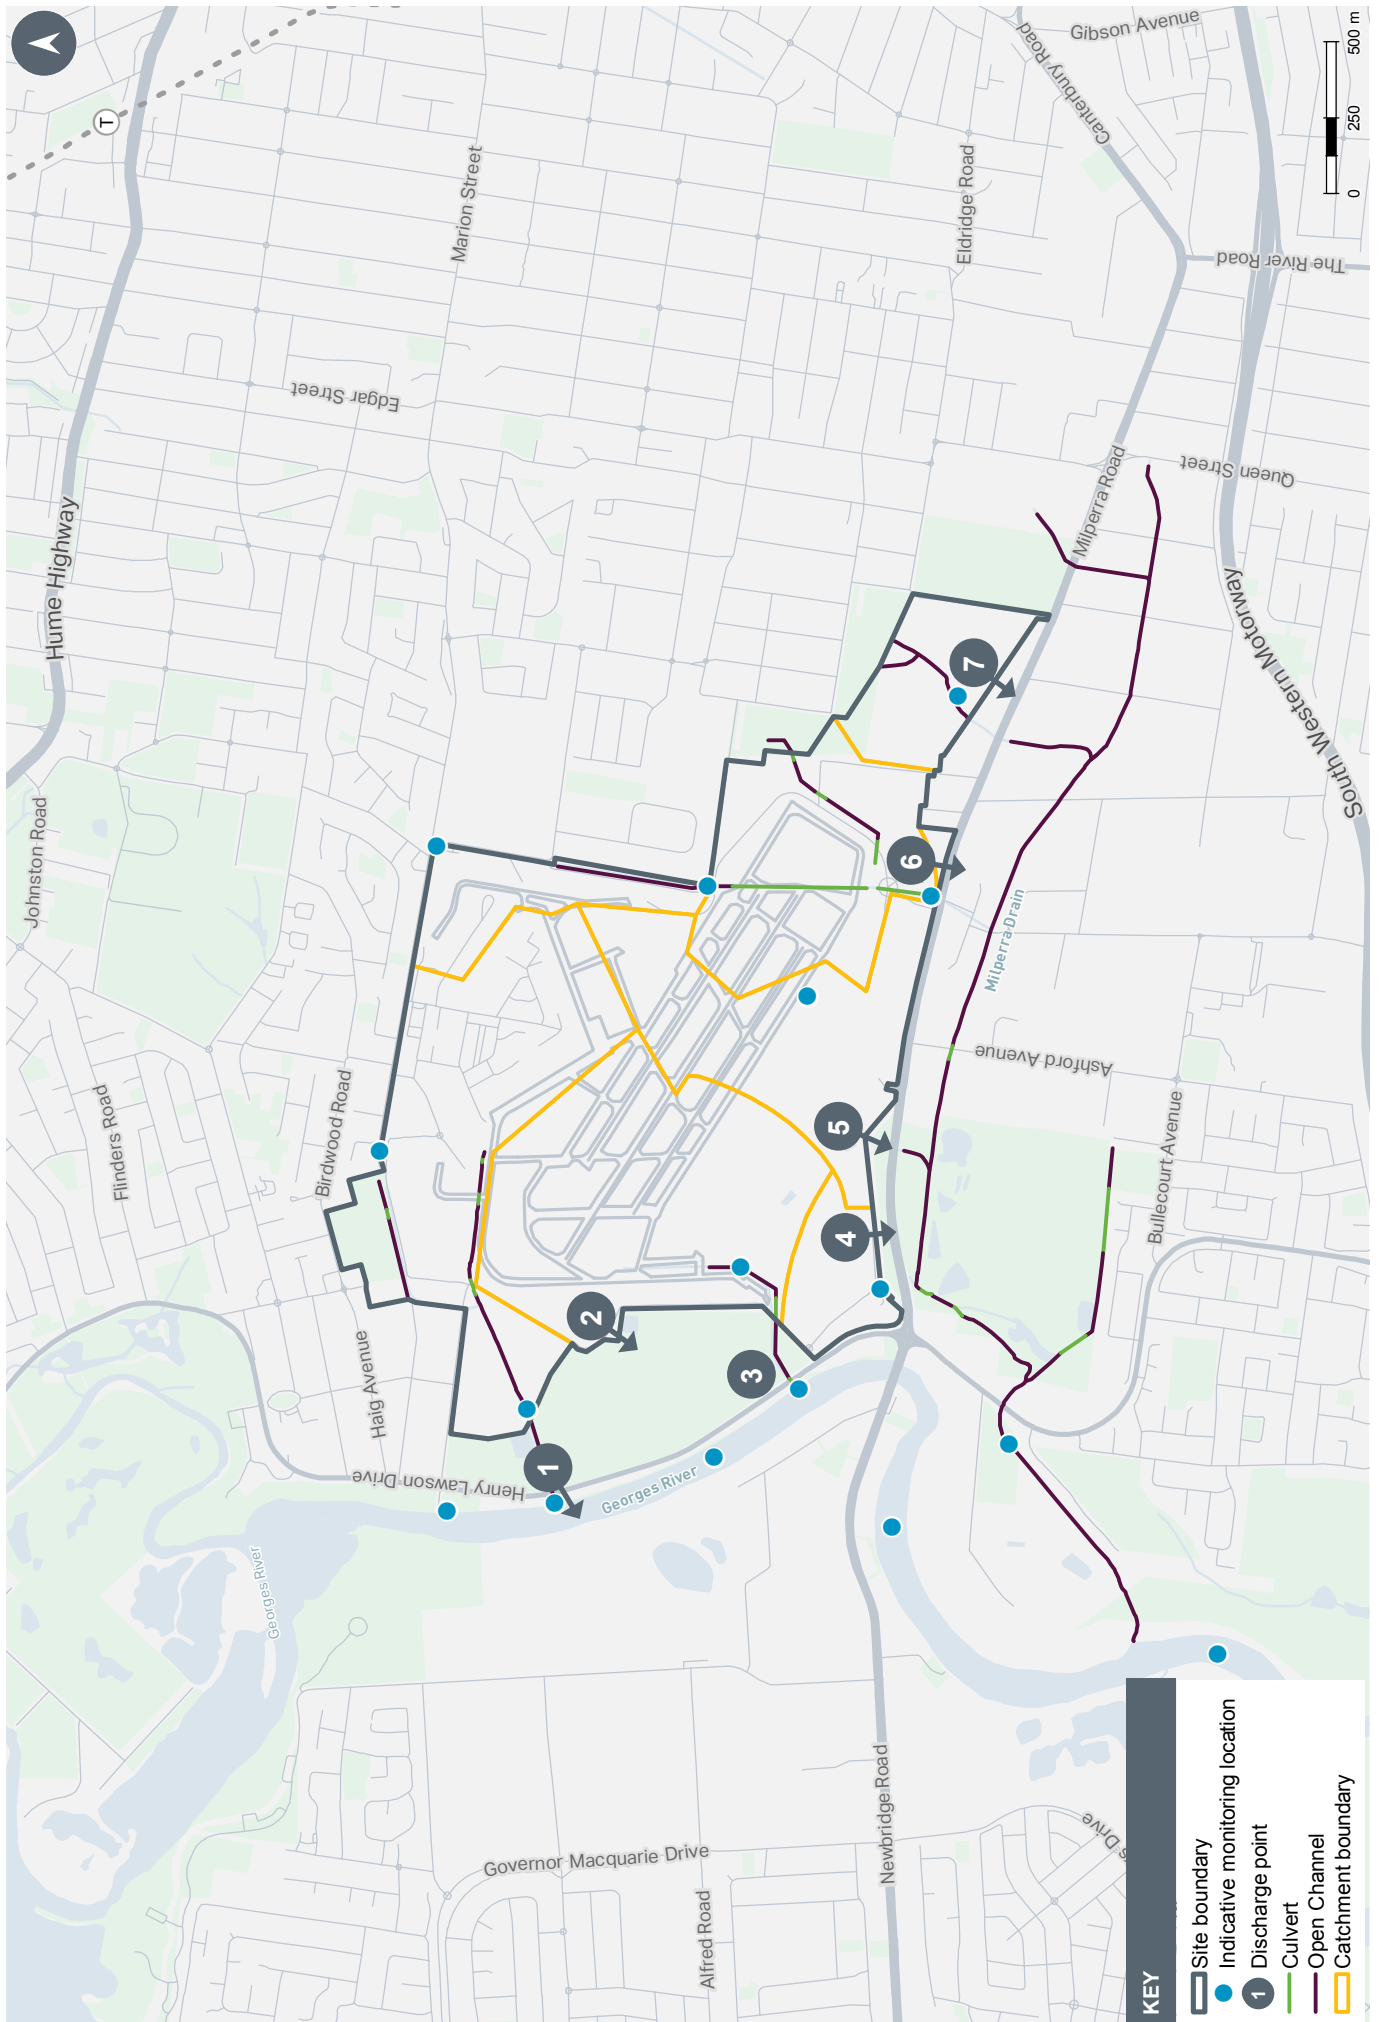 Hume Highway
T
Johnston Road
Flinders Road
Birdwood Road
Haig Avenue
Henry Lawson Drive
Georges River
Georges River
Marion Street
Edgar Street
Eldridge Road
Canterbury Road
Gibson Avenue
The River Road
Milperra Road
Queen Street
South Western Motorway
Milperra Drain
Ashford Avenue
Bullecourt Avenue
Newbridge Road
Governor Macquarie Drive
Alfred Road
s Drive
1
2
3
4
5
6
7
0 250 500 m
KEY
Site boundary
Indicative monitoring location
1 Discharge point
Culvert
Open Channel
Catchment boundary